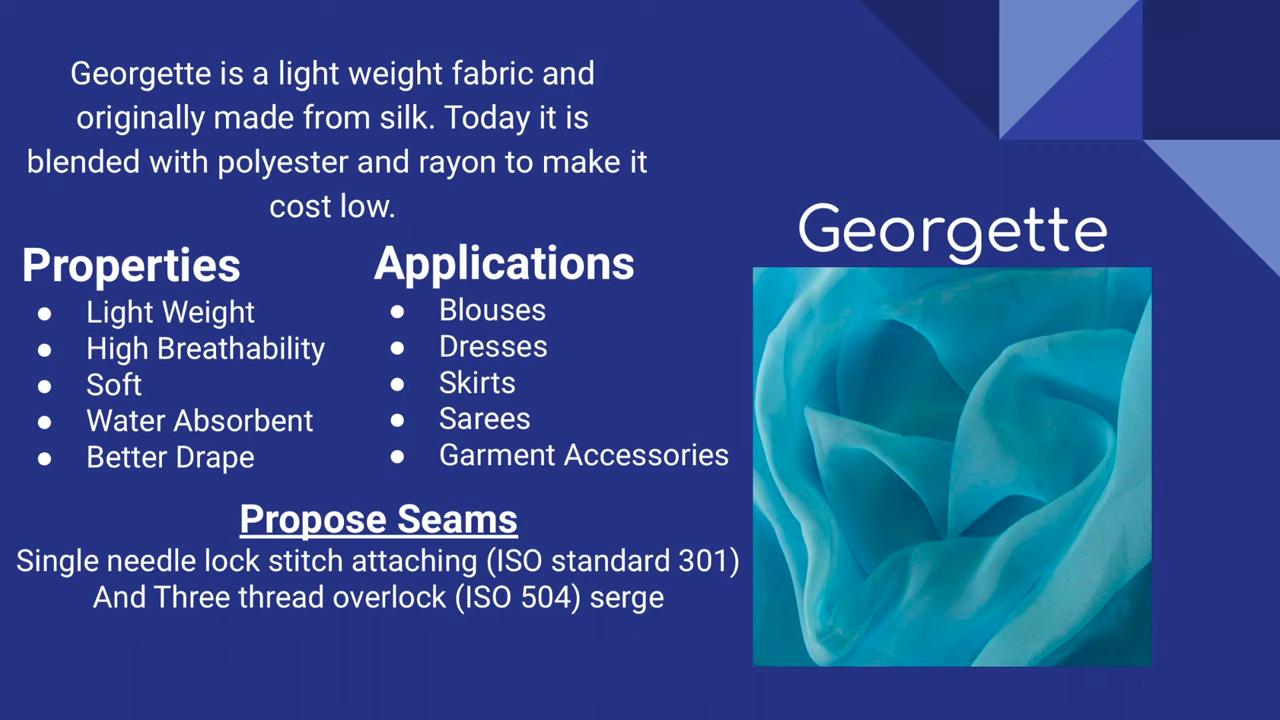 Georgette is a light weight fabric and
originally made from silk. Today it is
blended with polyester and rayon to make it
cost low.
Properties
● Light Weight
● High Breathability
● Soft
● Water Absorbent
● Better Drape
Applications
● Blouses
● Dresses
● Skirts
● Sarees
● Garment Accessories
Propose Seams
Single needle lock stitch attaching (ISO standard 301)
And Three thread overlock (ISO 504) serge
Georgette